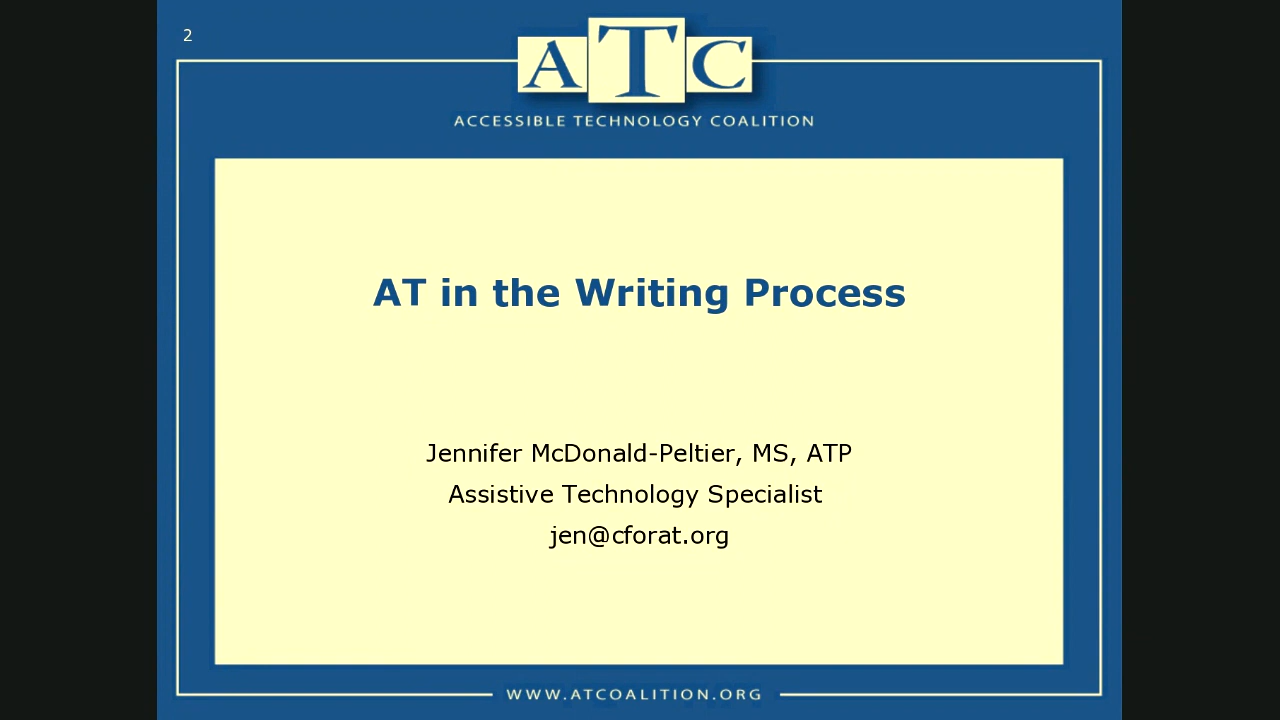 2
ATC
ACCESSIBLE TECHNOLOGY COALITION
AT in the Writing Process
Jennifer McDonald-Peltier, MS, ATP
Assistive Technology Specialist
jen@cforat.org
WWW.ATCOALITION.ORG